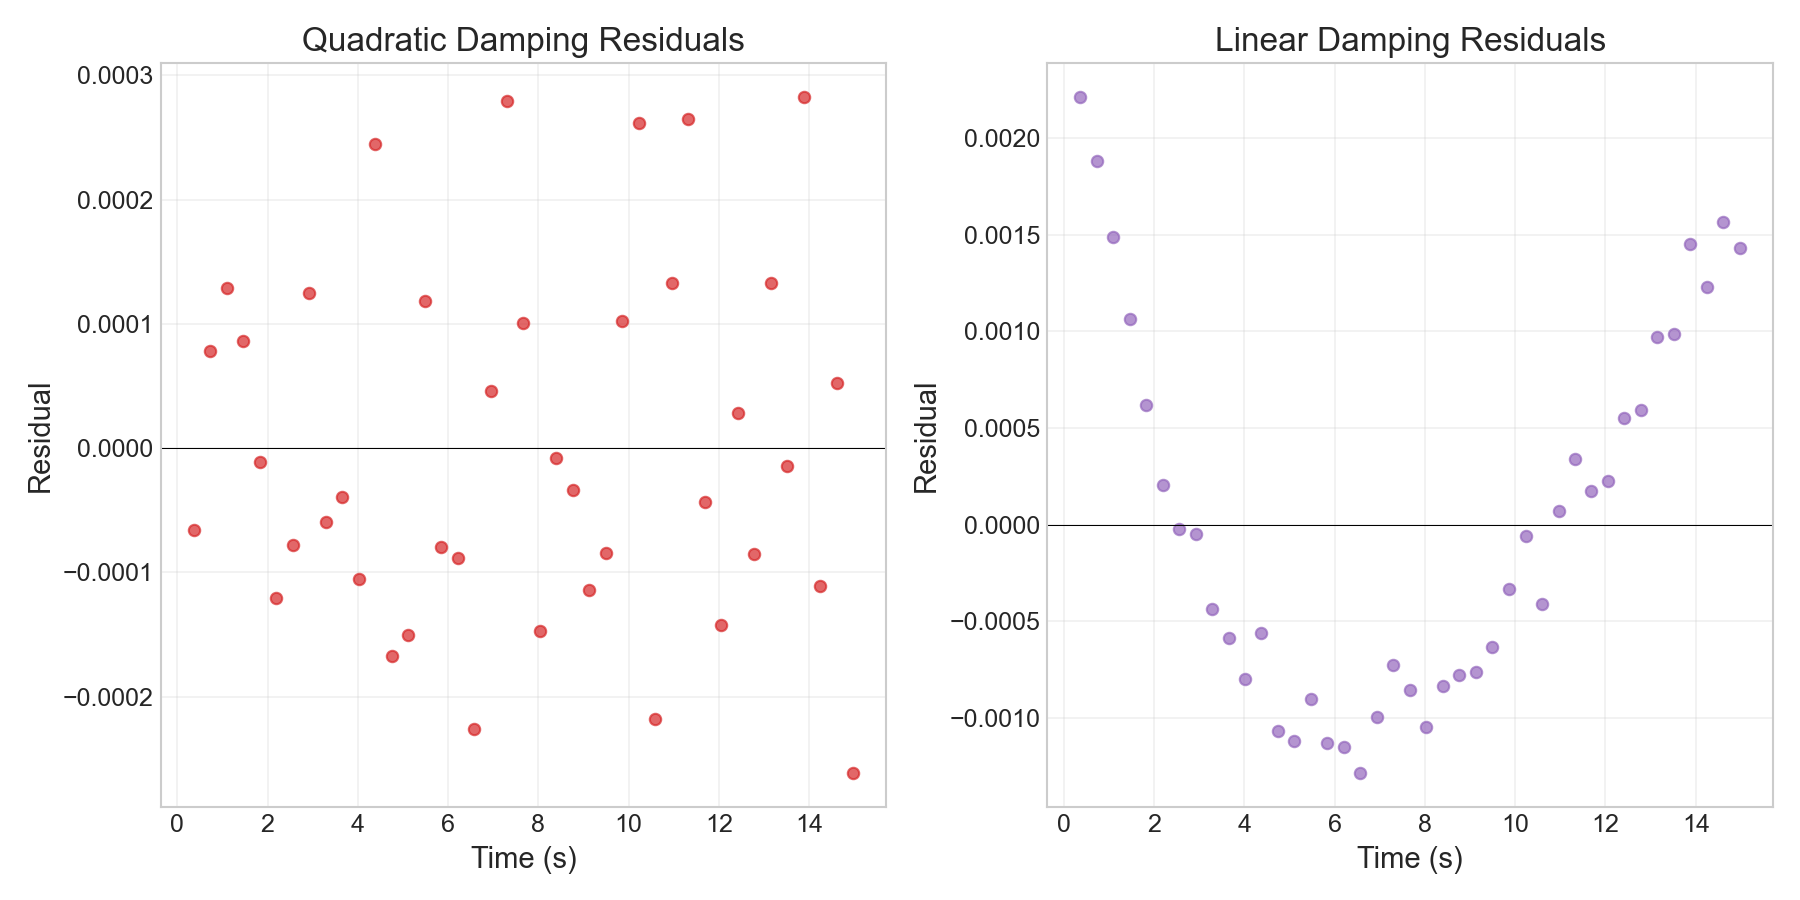 Quadratic Damping Residuals
0.0003
0.0002
0.0001
0.0000
−0.0001
−0.0002
Residual
0 2 4 6 8 10 12 14
Time (s)
Linear Damping Residuals
0.0020
0.0015
0.0010
0.0005
0.0000
−0.0005
−0.0010
Residual
0 2 4 6 8 10 12 14
Time (s)